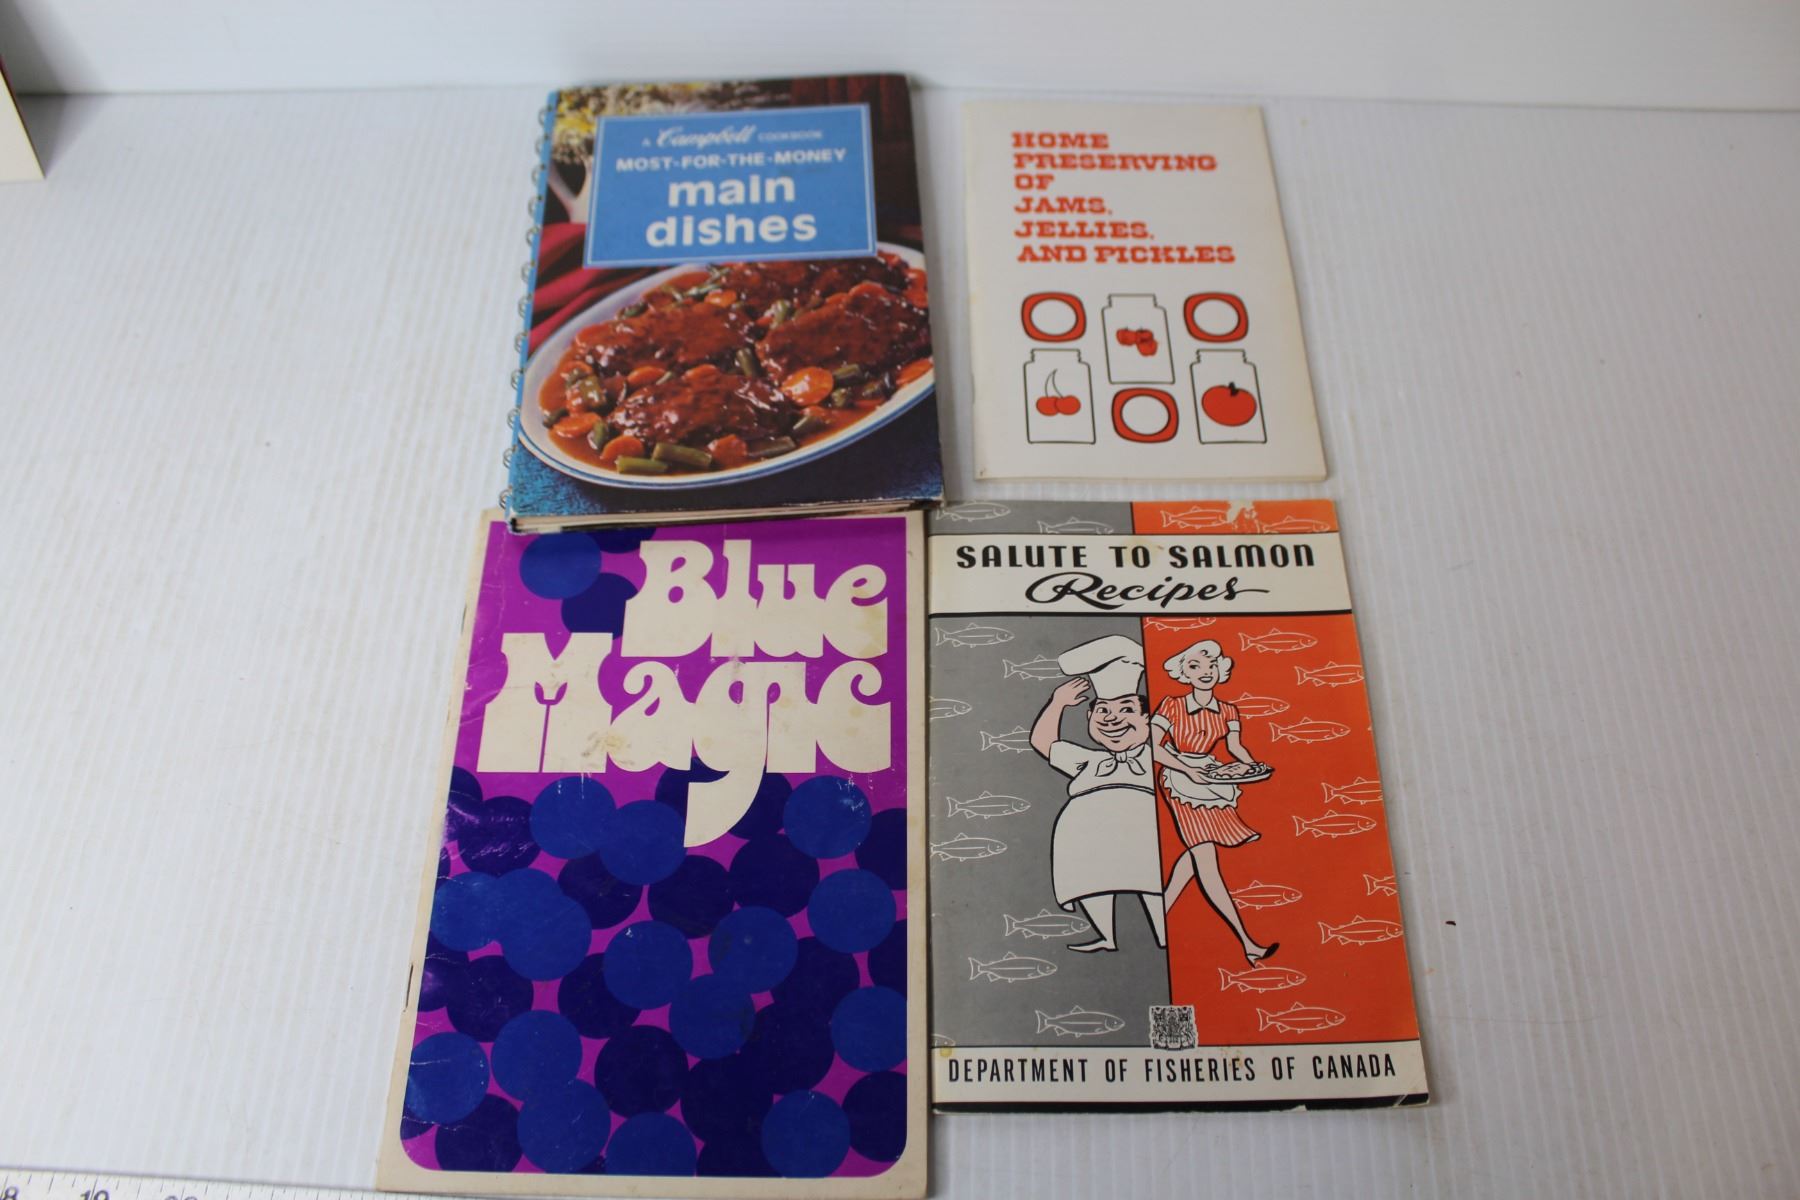 A Campbell COOKBOOK
MOST-FOR-THE-MONEY
main
dishes
HOME
PRESERVING
OF
JAMS,
JELLIES,
AND PICKLES
Blue
Magic
SALUTE TO SALMON
Recipes
DEPARTMENT OF FISHERIES OF CANADA
19